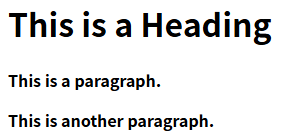 This is a Heading
This is a paragraph.
This is another paragraph.